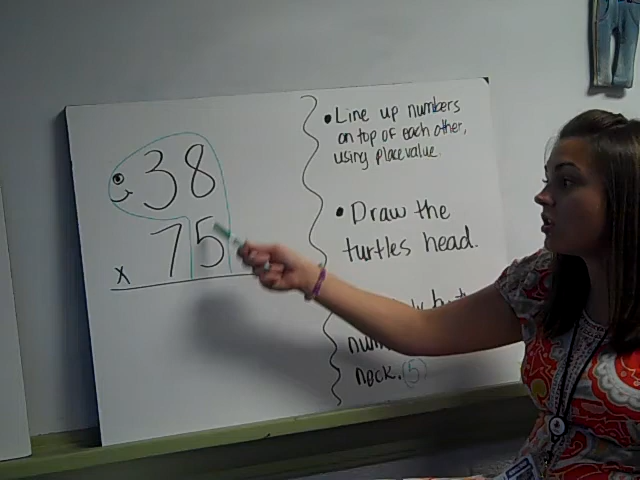 38
x 75
• Line up numbers
on top of each other,
using place value.
• Draw the
turtles head.
neck. (5)